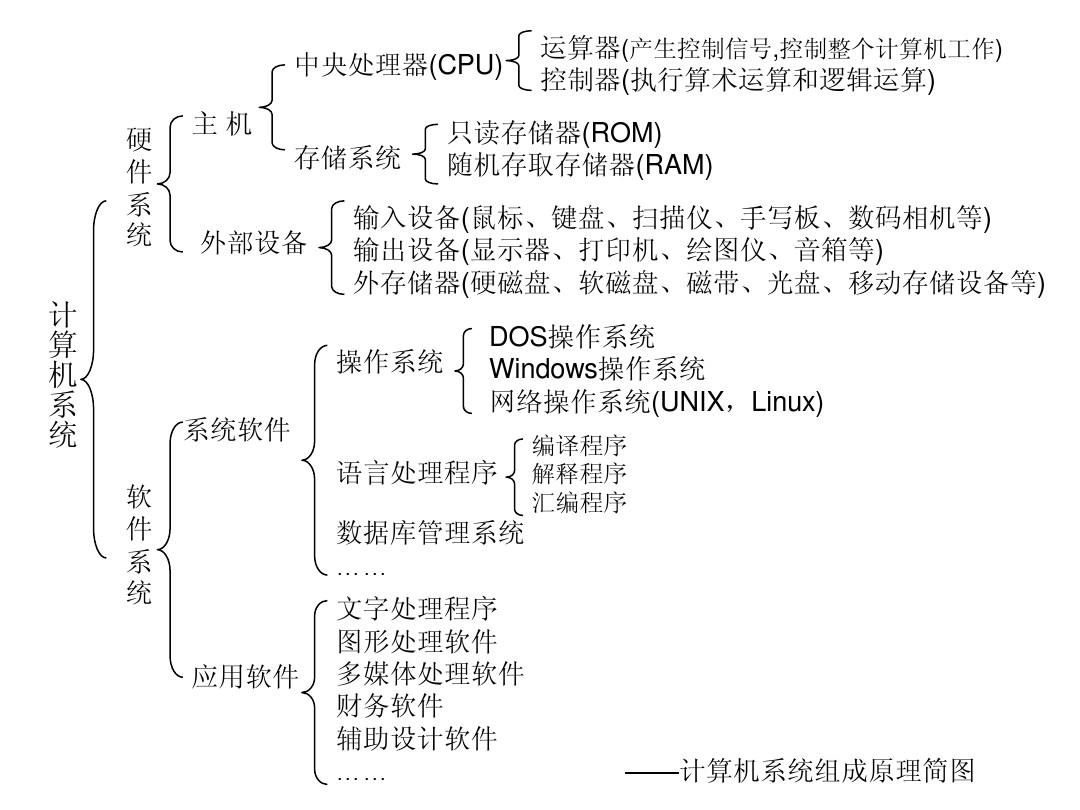 计算机系统
硬件系统
主 机
中央处理器(CPU)
运算器(产生控制信号,控制整个计算机工作)
控制器(执行算术运算和逻辑运算)
存储系统
只读存储器(ROM)
随机存取存储器(RAM)
外部设备
输入设备(鼠标、键盘、扫描仪、手写板、数码相机等)
输出设备(显示器、打印机、绘图仪、音箱等)
外存储器(硬磁盘、软磁盘、磁带、光盘、移动存储设备等)
软件系统
系统软件
操作系统
DOS操作系统
Windows操作系统
网络操作系统(UNIX，Linux)
语言处理程序
编译程序
解释程序
汇编程序
数据库管理系统
……
应用软件
文字处理程序
图形处理软件
多媒体处理软件
财务软件
辅助设计软件
……
——计算机系统组成原理简图